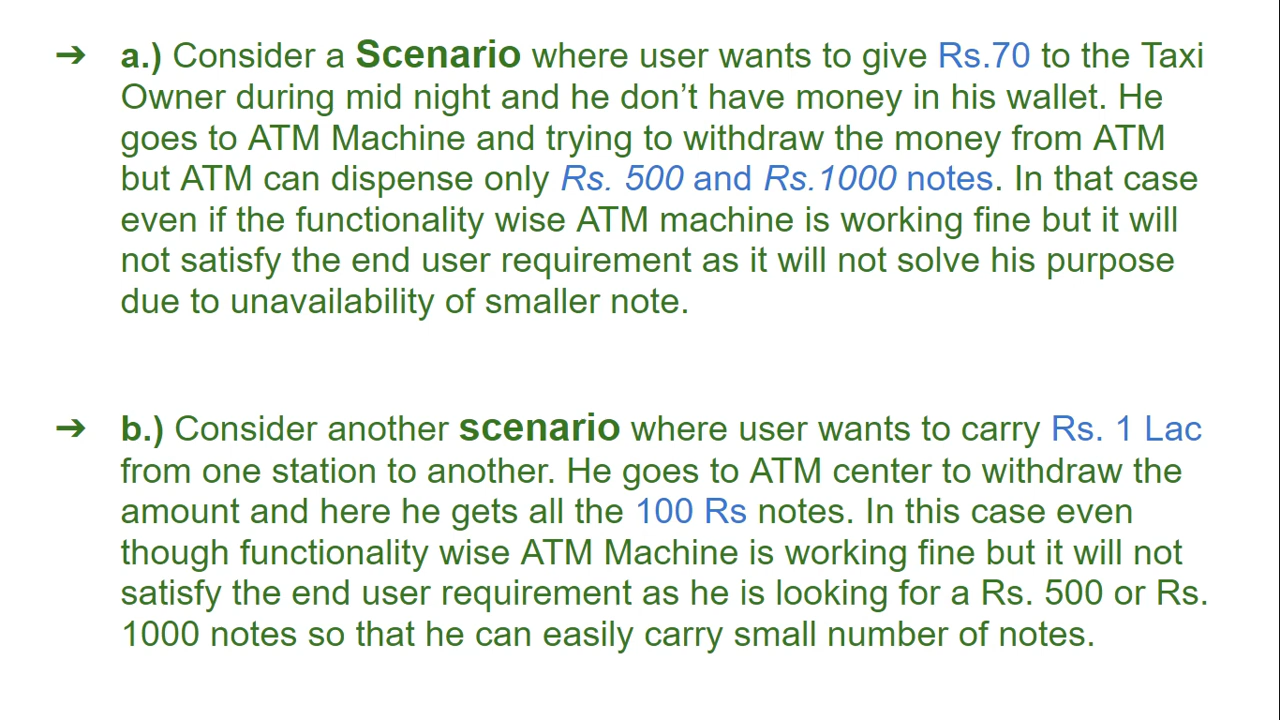 ➔ a.) Consider a Scenario where user wants to give Rs.70 to the Taxi
Owner during mid night and he don’t have money in his wallet. He
goes to ATM Machine and trying to withdraw the money from ATM
but ATM can dispense only Rs. 500 and Rs.1000 notes. In that case
even if the functionality wise ATM machine is working fine but it will
not satisfy the end user requirement as it will not solve his purpose
due to unavailability of smaller note.
➔ b.) Consider another scenario where user wants to carry Rs. 1 Lac
from one station to another. He goes to ATM center to withdraw the
amount and here he gets all the 100 Rs notes. In this case even
though functionality wise ATM Machine is working fine but it will not
satisfy the end user requirement as he is looking for a Rs. 500 or Rs.
1000 notes so that he can easily carry small number of notes.